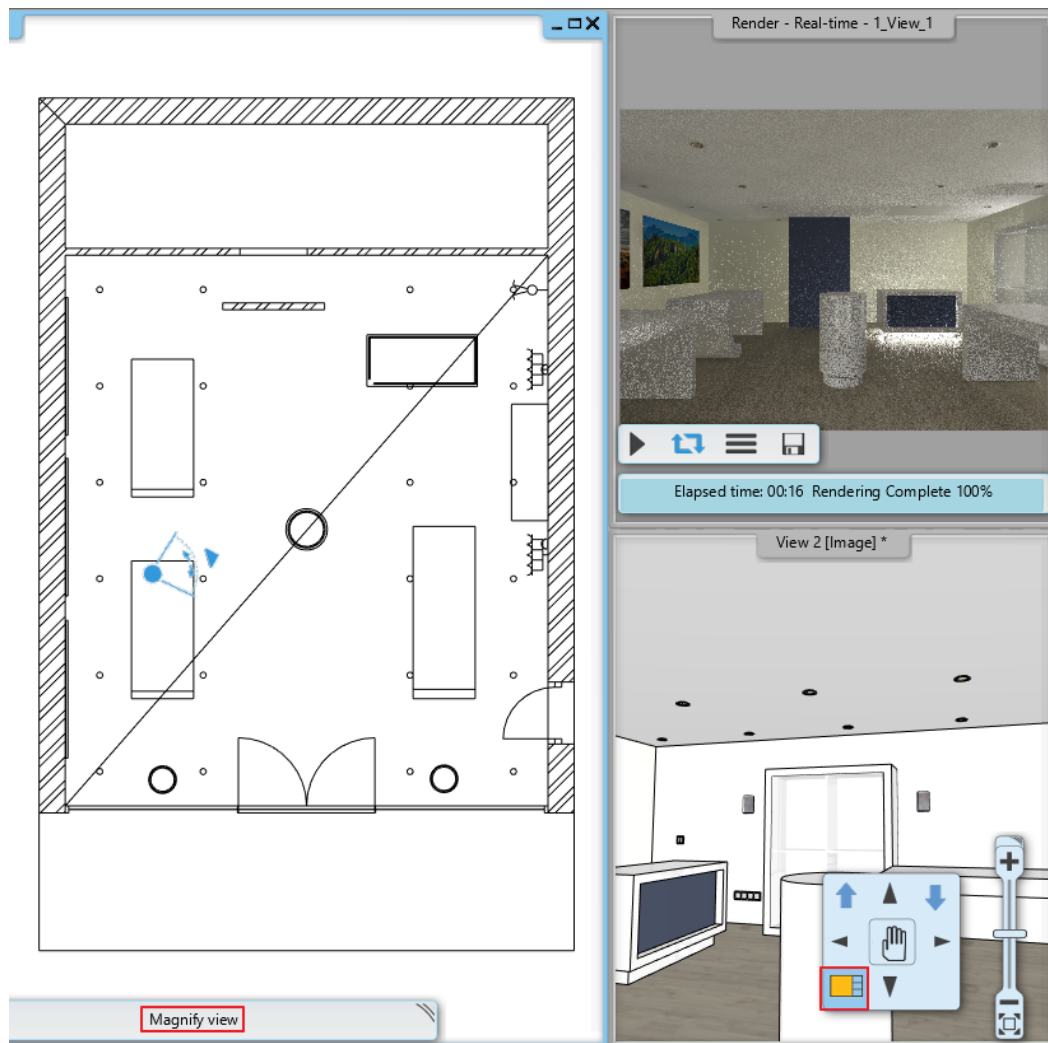 Render - Real-time - 1_View_1
Elapsed time: 00:16 Rendering Complete 100%
View 2 [Image] *
Magnify view